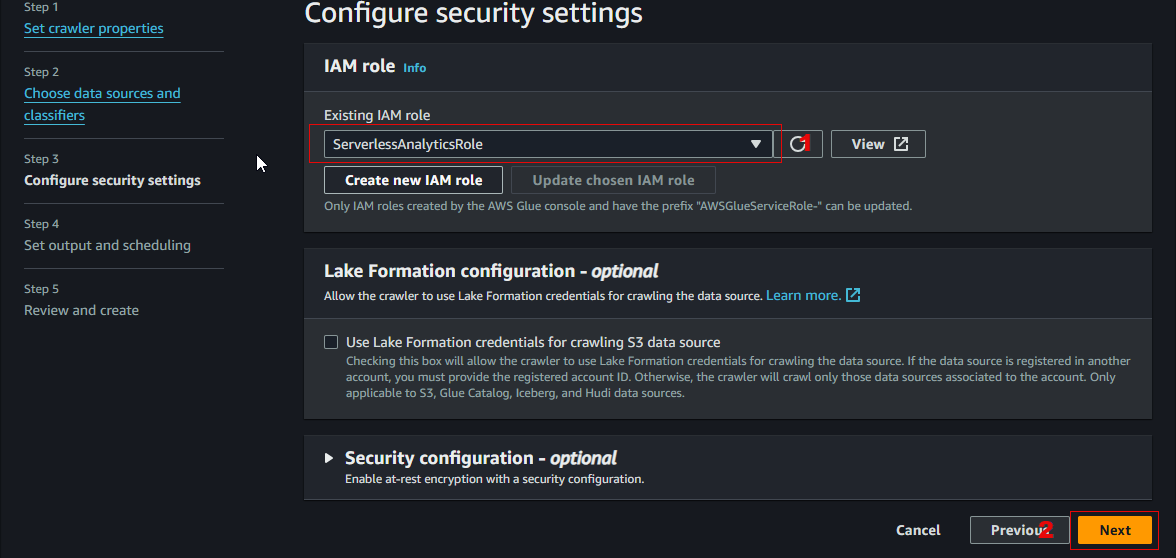 Step 1
Set crawler properties
Step 2
Choose data sources and
classifiers
Step 3
Configure security settings
Step 4
Set output and scheduling
Step 5
Review and create
Configure security settings
IAM role Info
Existing IAM role
ServerlessAnalyticsRole
1
View
Create new IAM role
Update chosen IAM role
Only IAM roles created by the AWS Glue console and have the prefix "AWSGlueServiceRole-" can be updated.
Lake Formation configuration - optional
Allow the crawler to use Lake Formation credentials for crawling the data source. Learn more.
Use Lake Formation credentials for crawling S3 data source
Checking this box will allow the crawler to use Lake Formation credentials for crawling the data source. If the data source is registered in another
account, you must provide the registered account ID. Otherwise, the crawler will crawl only those data sources associated to the account. Only
applicable to S3, Glue Catalog, Iceberg, and Hudi data sources.
Security configuration - optional
Enable at-rest encryption with a security configuration.
Cancel
Previous
2
Next